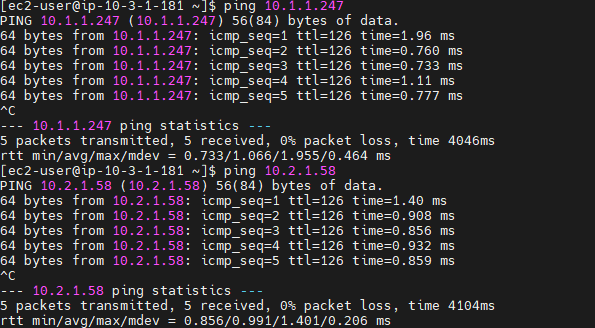 [ec2-user@ip-10-3-1-181 ~]$ ping 10.1.1.247
PING 10.1.1.247 (10.1.1.247) 56(84) bytes of data.
64 bytes from 10.1.1.247: icmp_seq=1 ttl=126 time=1.96 ms
64 bytes from 10.1.1.247: icmp_seq=2 ttl=126 time=0.760 ms
64 bytes from 10.1.1.247: icmp_seq=3 ttl=126 time=0.733 ms
64 bytes from 10.1.1.247: icmp_seq=4 ttl=126 time=1.11 ms
64 bytes from 10.1.1.247: icmp_seq=5 ttl=126 time=0.777 ms
^C
--- 10.1.1.247 ping statistics ---
5 packets transmitted, 5 received, 0% packet loss, time 4046ms
rtt min/avg/max/mdev = 0.733/1.066/1.955/0.464 ms
[ec2-user@ip-10-3-1-181 ~]$ ping 10.2.1.58
PING 10.2.1.58 (10.2.1.58) 56(84) bytes of data.
64 bytes from 10.2.1.58: icmp_seq=1 ttl=126 time=1.40 ms
64 bytes from 10.2.1.58: icmp_seq=2 ttl=126 time=0.908 ms
64 bytes from 10.2.1.58: icmp_seq=3 ttl=126 time=0.856 ms
64 bytes from 10.2.1.58: icmp_seq=4 ttl=126 time=0.932 ms
64 bytes from 10.2.1.58: icmp_seq=5 ttl=126 time=0.859 ms
^C
--- 10.2.1.58 ping statistics ---
5 packets transmitted, 5 received, 0% packet loss, time 4104ms
rtt min/avg/max/mdev = 0.856/0.991/1.401/0.206 ms